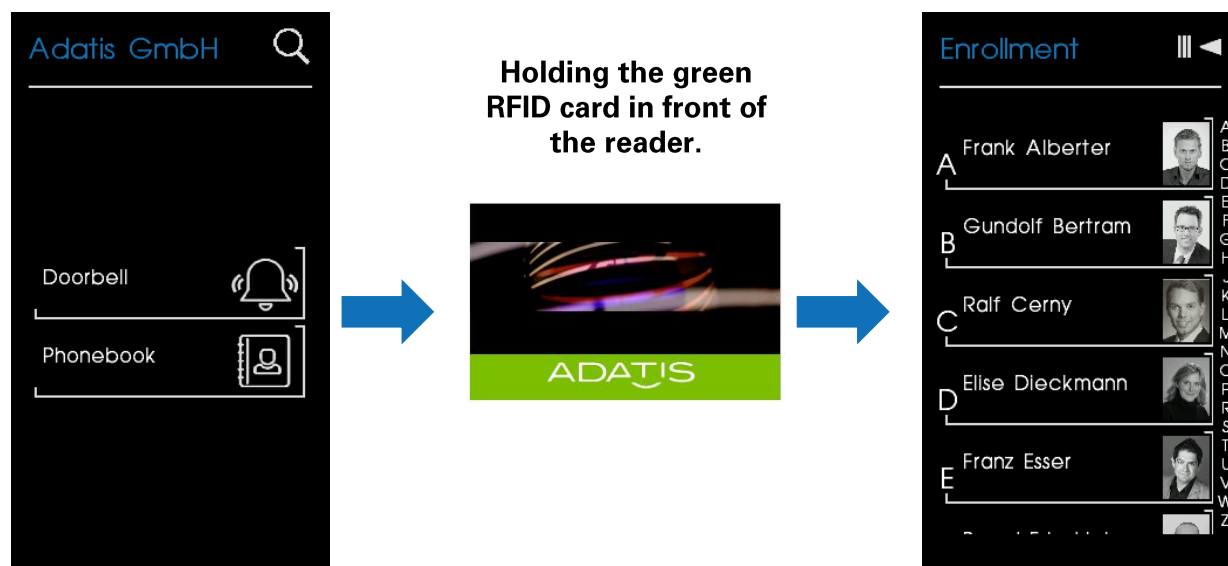 Adatis GmbH
Doorbell
Phonebook
Holding the green
RFID card in front of
the reader.
ADATIS
Enrollment
A
Frank Alberter
B
Gundolf Bertram
C
Ralf Cerny
D
Elise Dieckmann
E
Franz Esser
A
B
C
D
E
F
G
H
J
K
L
M
N
O
P
R
S
T
U
V
W
Z